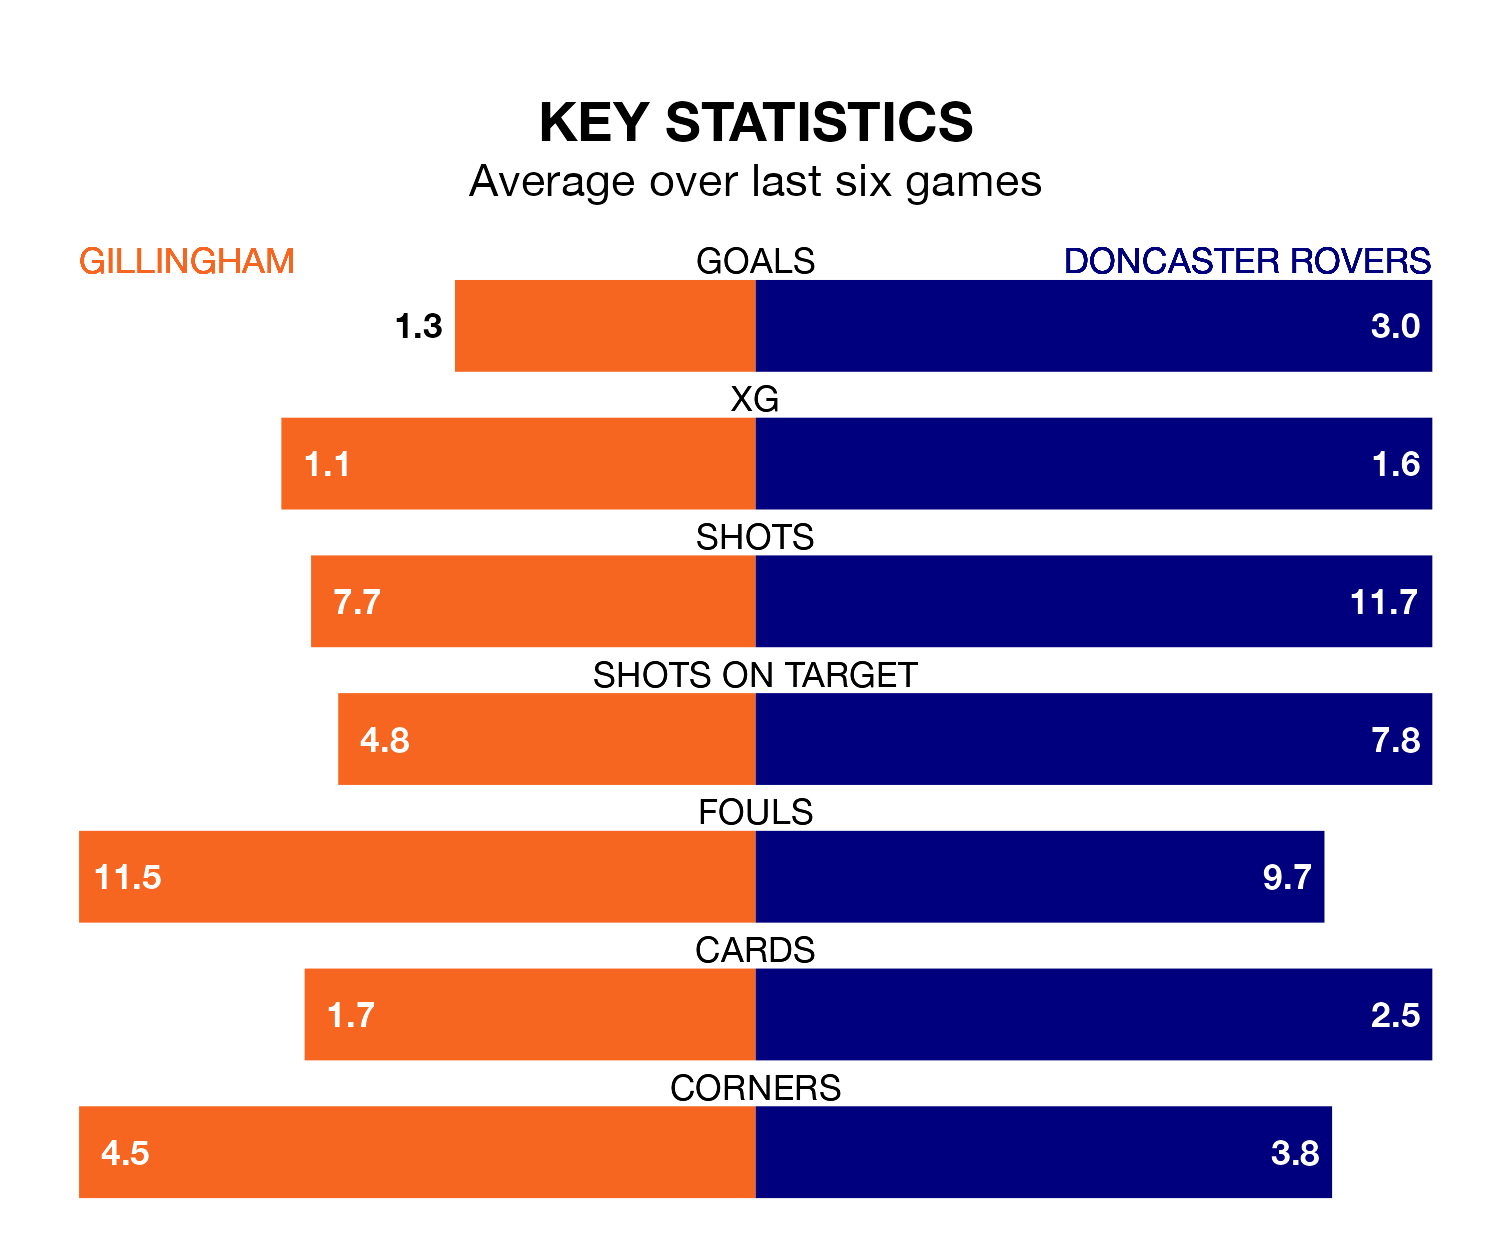 KEY STATISTICS
Average over last six games
GILLINGHAM GOALS DONCASTER ROVERS
1.3 3.0
XG
1.1 1.6
SHOTS
7.7 11.7
SHOTS ON TARGET
4.8 7.8
FOULS
11.5 9.7
CARDS
1.7 2.5
CORNERS
4.5 3.8